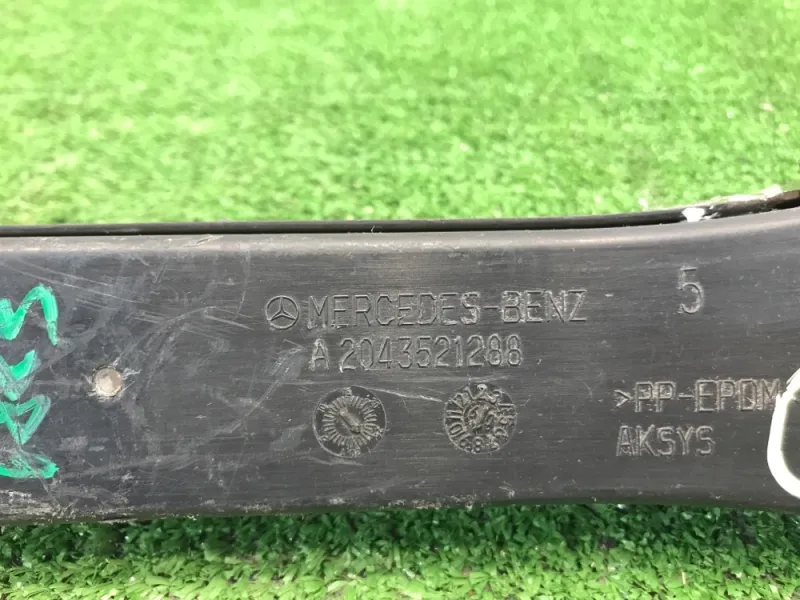 MERCEDES-BENZ
A 2043521288
5
>PP-EPDM
AKSYS